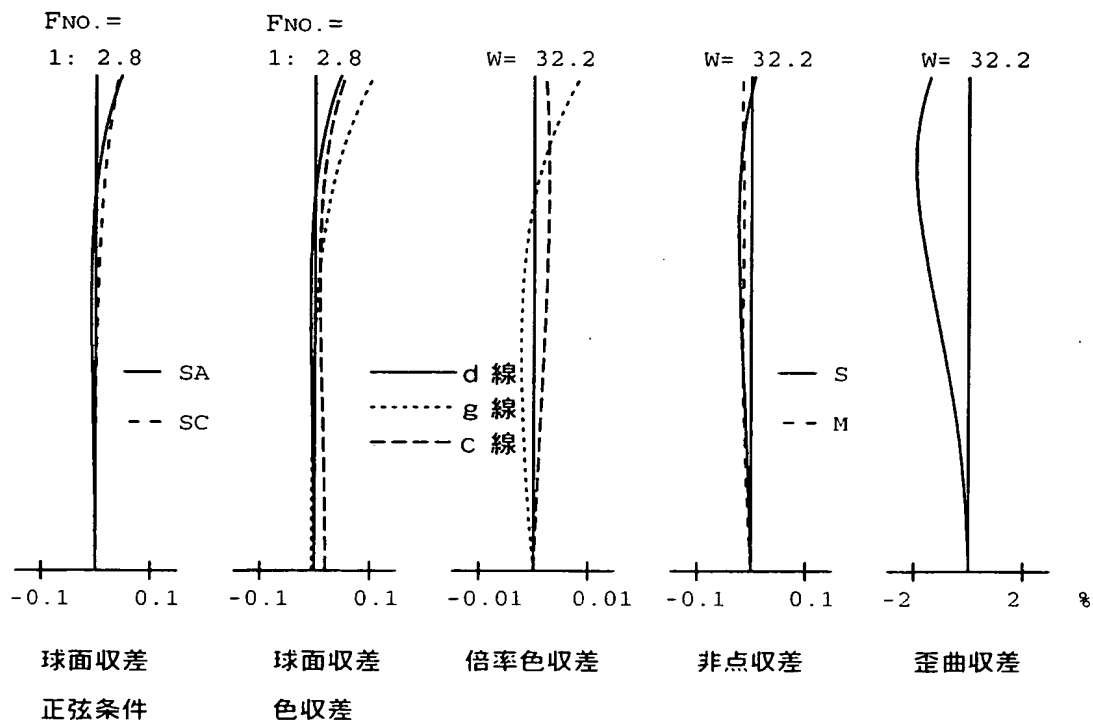 FNO.= FNO.=
1: 2.8 1: 2.8 W= 32.2 W= 32.2 W= 32.2
SA d 線 S
g 線
SC M
c 線
-0.1 0.1 -0.1 0.1 -0.01 0.01 -0.1 0.1 -2 2 %
球面収差 球面収差 倍率色収差 非点収差 歪曲収差
正弦条件 色収差